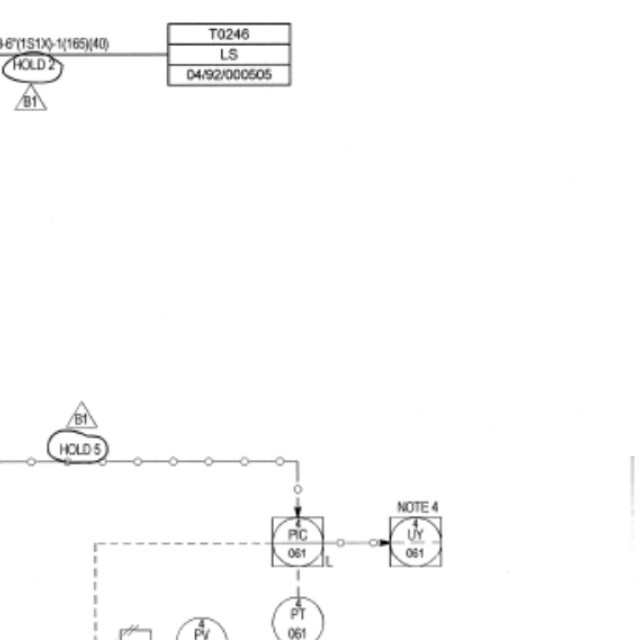 -6"(1S1X)-1(165)(40)
HOLD 2
B1
T0246
LS
04/92/000505
B1
HOLD 5
NOTE 4
4
PIC
061
L
4
UY
061
4
PT
061
4
PV